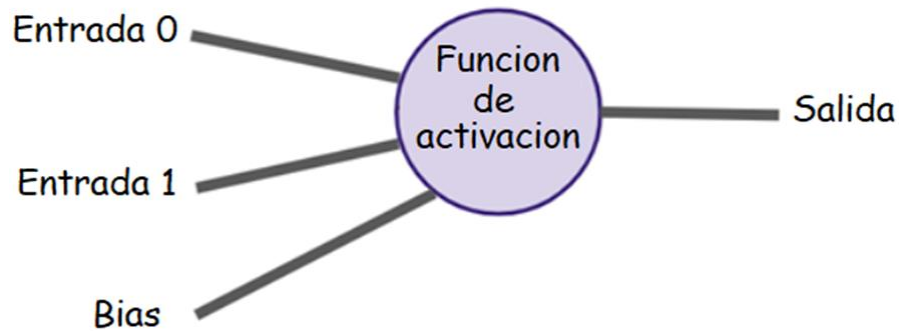 Entrada 0
Funcion
de
activacion
Salida
Entrada 1
Bias